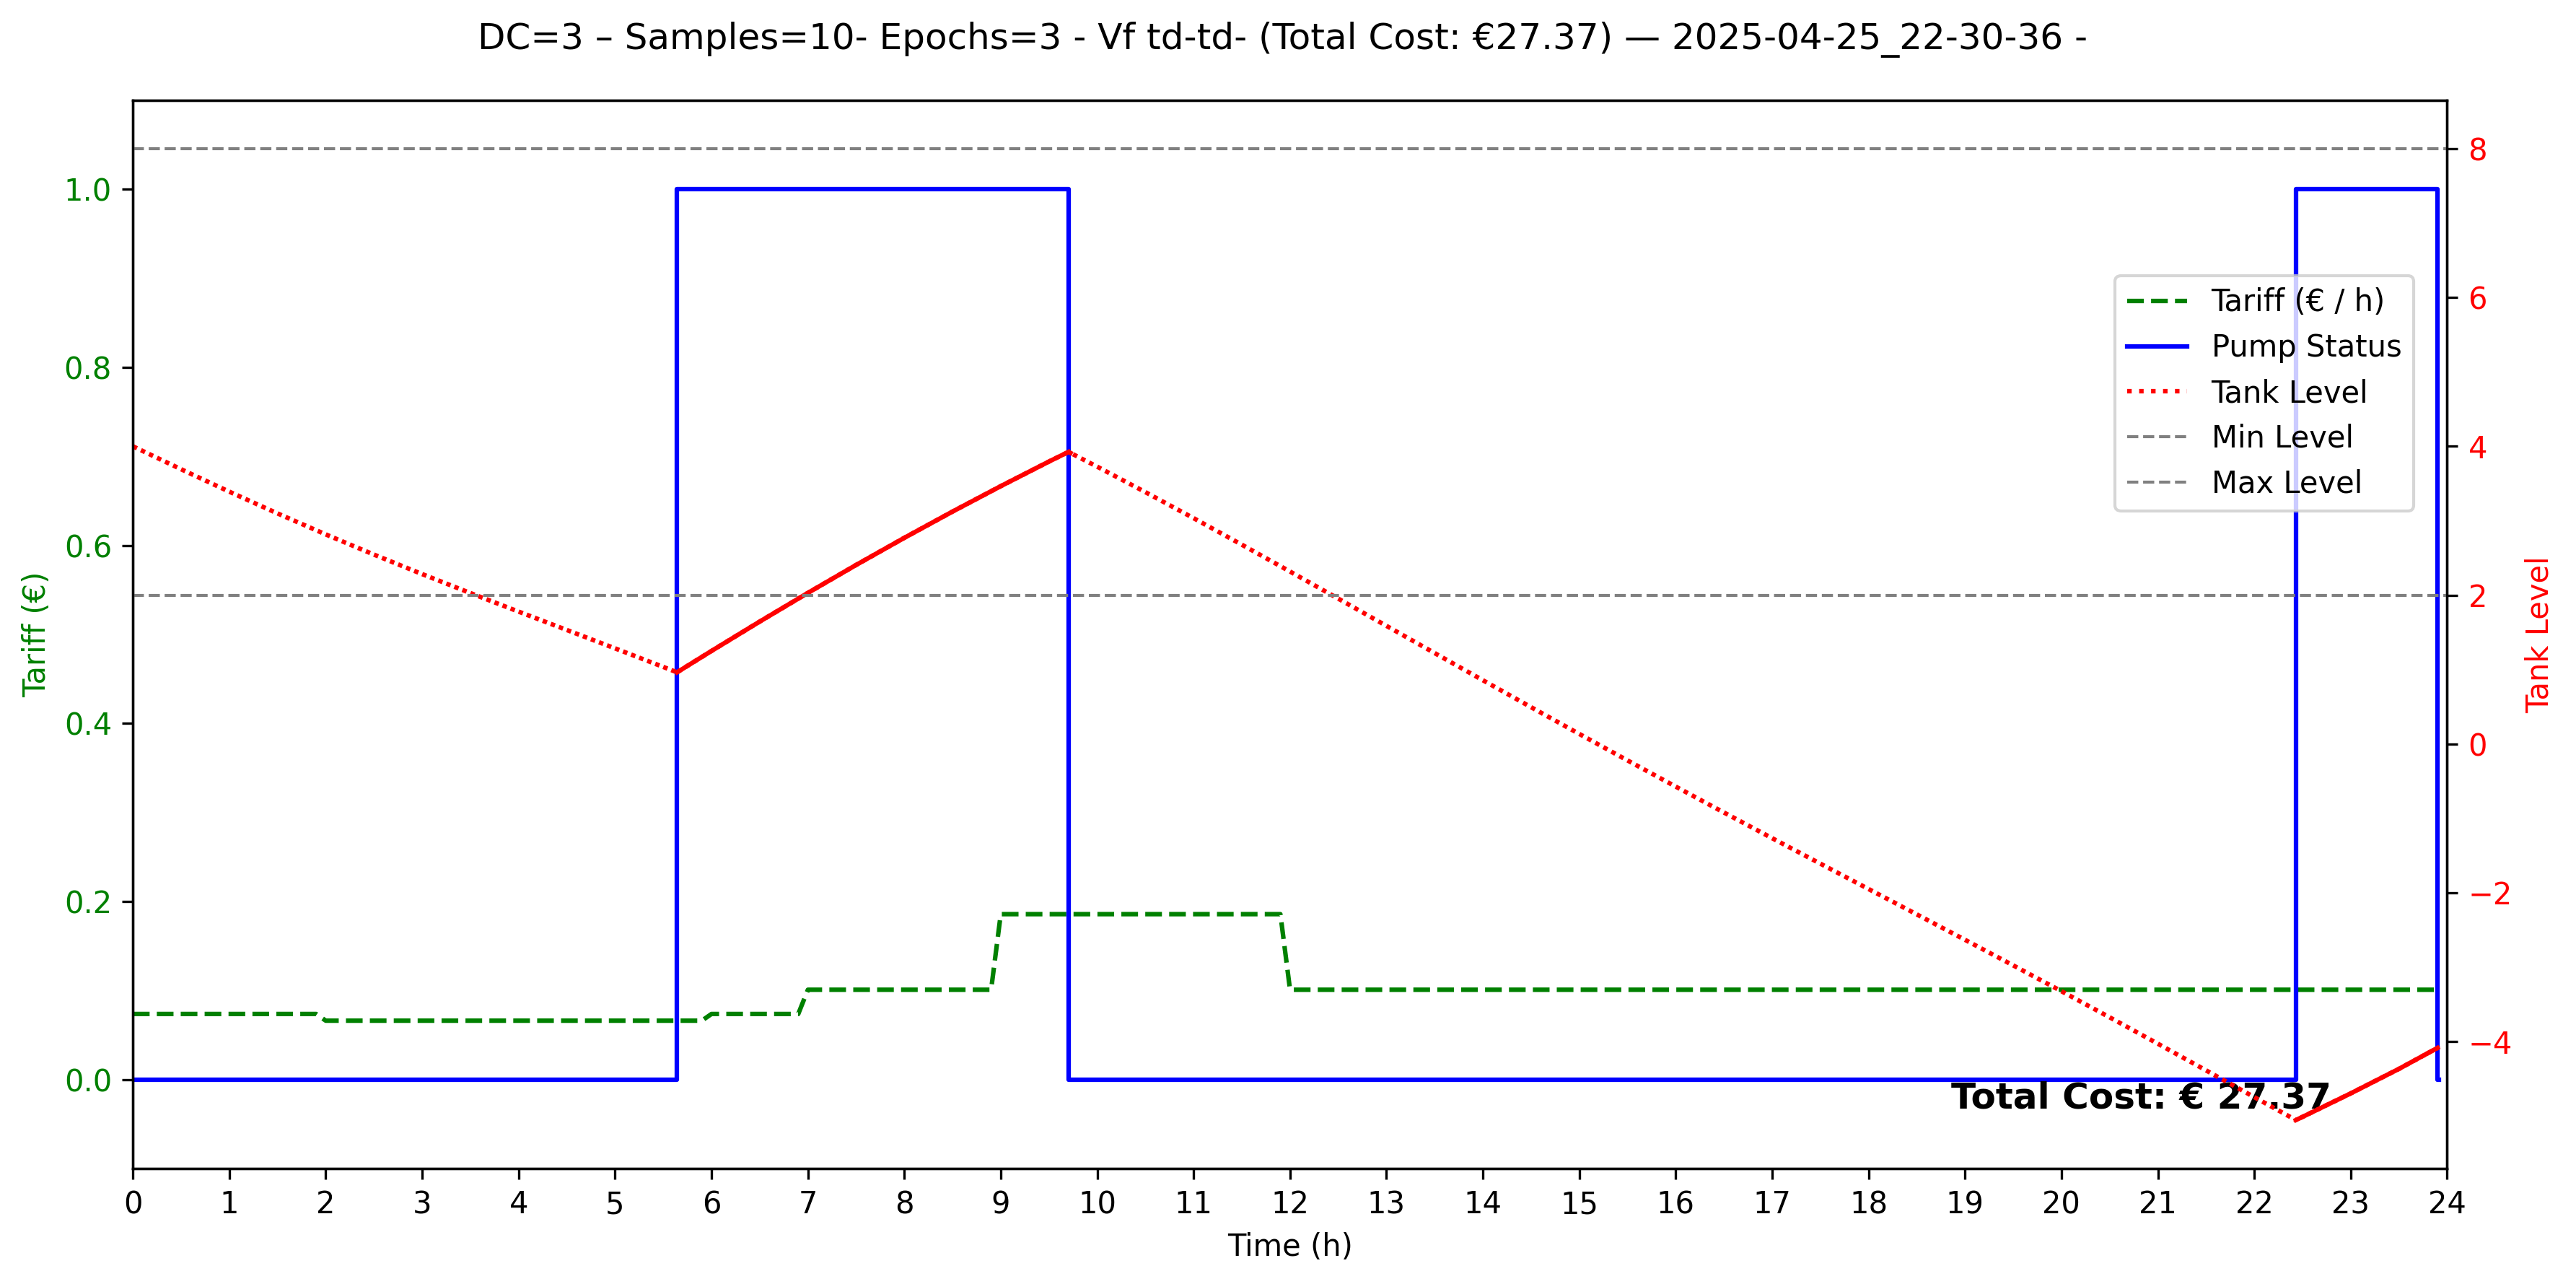 DC=3 – Samples=10- Epochs=3 - Vf td-td- (Total Cost: €27.37) — 2025-04-25_22-30-36 -
Tariff (€)
1.0
0.8
0.6
0.4
0.2
0.0
Tariff (€ / h)
Pump Status
Tank Level
Min Level
Max Level
Total Cost: € 27.37
8
6
4
2
0
−2
−4
Tank Level
0 1 2 3 4 5 6 7 8 9 10 11 12 13 14 15 16 17 18 19 20 21 22 23 24
Time (h)